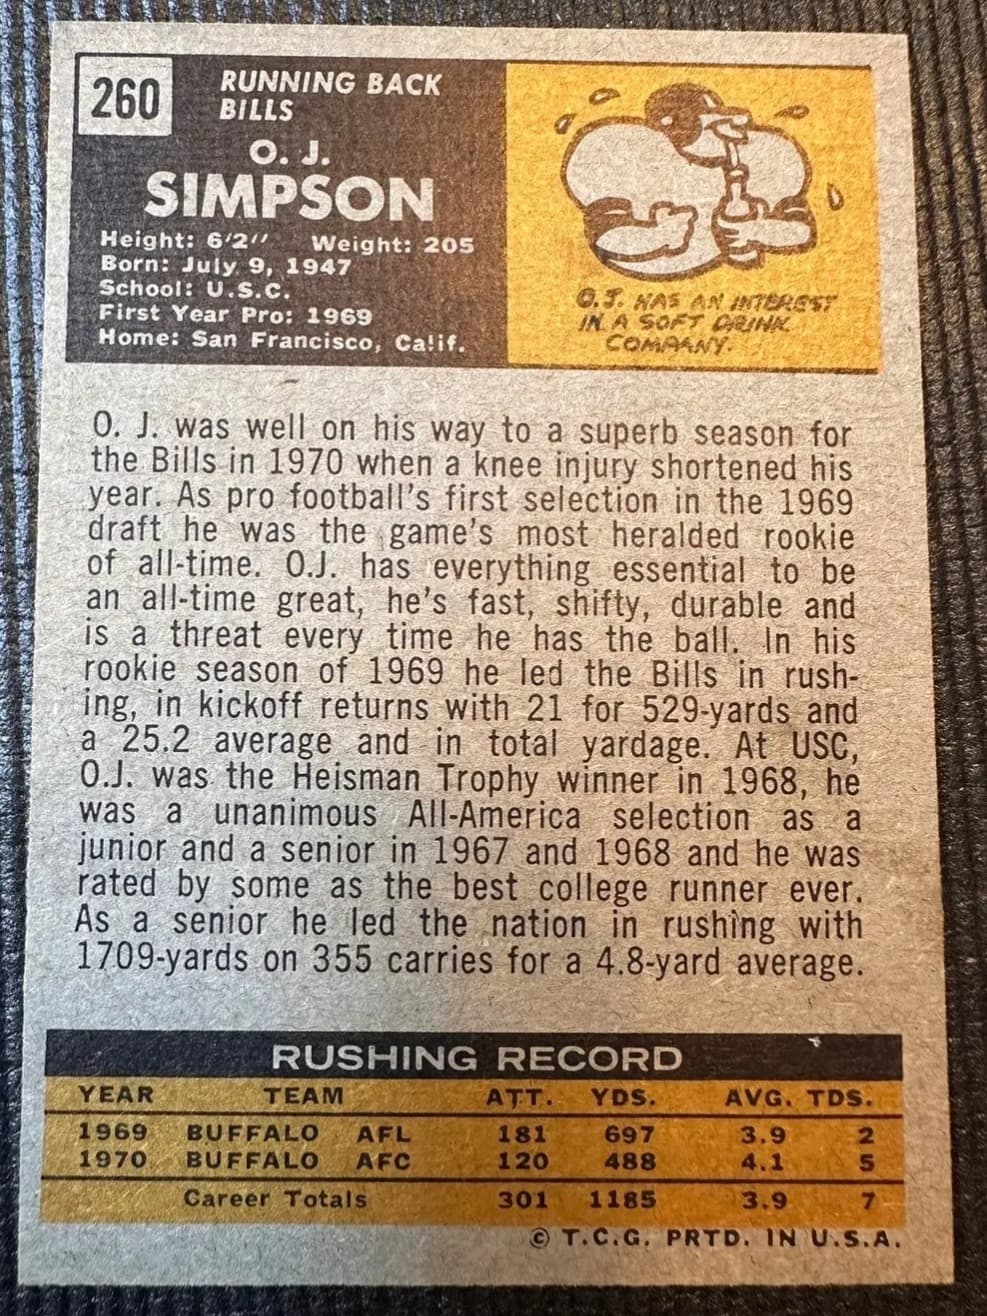 260
RUNNING BACK
BILLS
O. J.
SIMPSON
Height: 6'2" Weight: 205
Born: July 9, 1947
School: U.S.C.
First Year Pro: 1969
Home: San Francisco, Calif.
O.J. HAS AN INTEREST
IN A SOFT DRINK
COMPANY.
O. J. was well on his way to a superb season for
the Bills in 1970 when a knee injury shortened his
year. As pro football's first selection in the 1969
draft he was the game's most heralded rookie
of all-time. O.J. has everything essential to be
an all-time great, he's fast, shifty, durable and
is a threat every time he has the ball. In his
rookie season of 1969 he led the Bills in rush-
ing, in kickoff returns with 21 for 529-yards and
a 25.2 average and in total yardage. At USC,
O.J. was the Heisman Trophy winner in 1968, he
was a unanimous All-America selection as a
junior and a senior in 1967 and 1968 and he was
rated by some as the best college runner ever.
As a senior he led the nation in rushing with
1709-yards on 355 carries for a 4.8-yard average.
RUSHING RECORD
YEAR TEAM ATT. YDS. AVG. TDS.
1969 BUFFALO AFL 181 697 3.9 2
1970 BUFFALO AFC 120 488 4.1 5
Career Totals 301 1185 3.9 7
© T.C.G. PRTD. IN U.S.A.